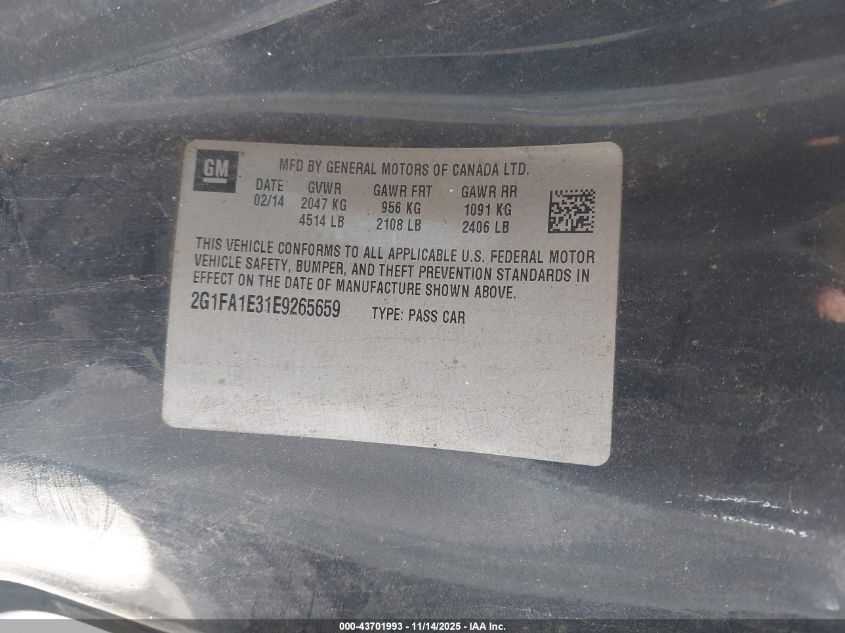 GM
MFD BY GENERAL MOTORS OF CANADA LTD.
DATE GVWR GAWR FRT GAWR RR
02/14 2047 KG 956 KG 1091 KG
4514 LB 2108 LB 2406 LB
THIS VEHICLE CONFORMS TO ALL APPLICABLE U.S. FEDERAL MOTOR
VEHICLE SAFETY, BUMPER, AND THEFT PREVENTION STANDARDS IN
EFFECT ON THE DATE OF MANUFACTURE SHOWN ABOVE.
2G1FA1E31E9265659 TYPE: PASS CAR
000-43701993 - 11/14/2025 - IAA Inc.